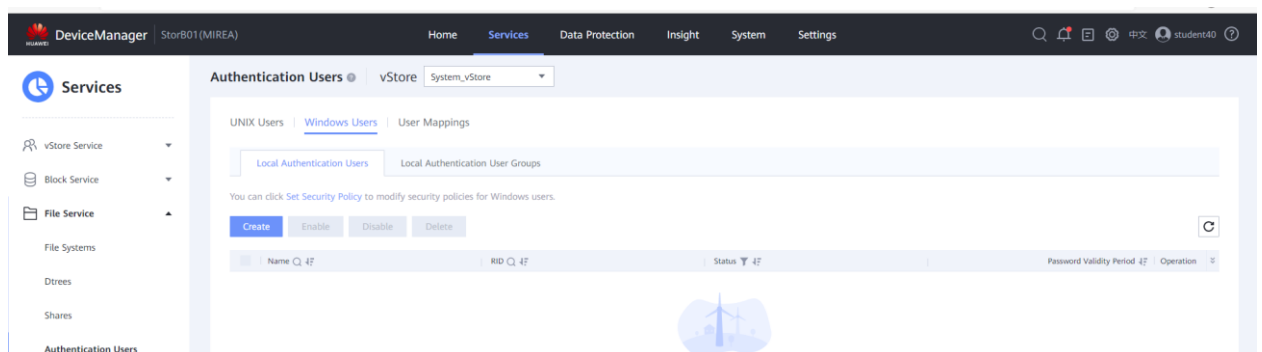 HUAWEI DeviceManager StorB01(MIREA) Home Services Data Protection Insight System Settings 中文 student40
Services
Authentication Users vStore System_vStore
UNIX Users Windows Users User Mappings
vStore Service
Local Authentication Users Local Authentication User Groups
Block Service
You can click Set Security Policy to modify security policies for Windows users.
File Service
Create Enable Disable Delete
File Systems
Name RID Status Password Validity Period Operation
Dtrees
Shares
Authentication Users